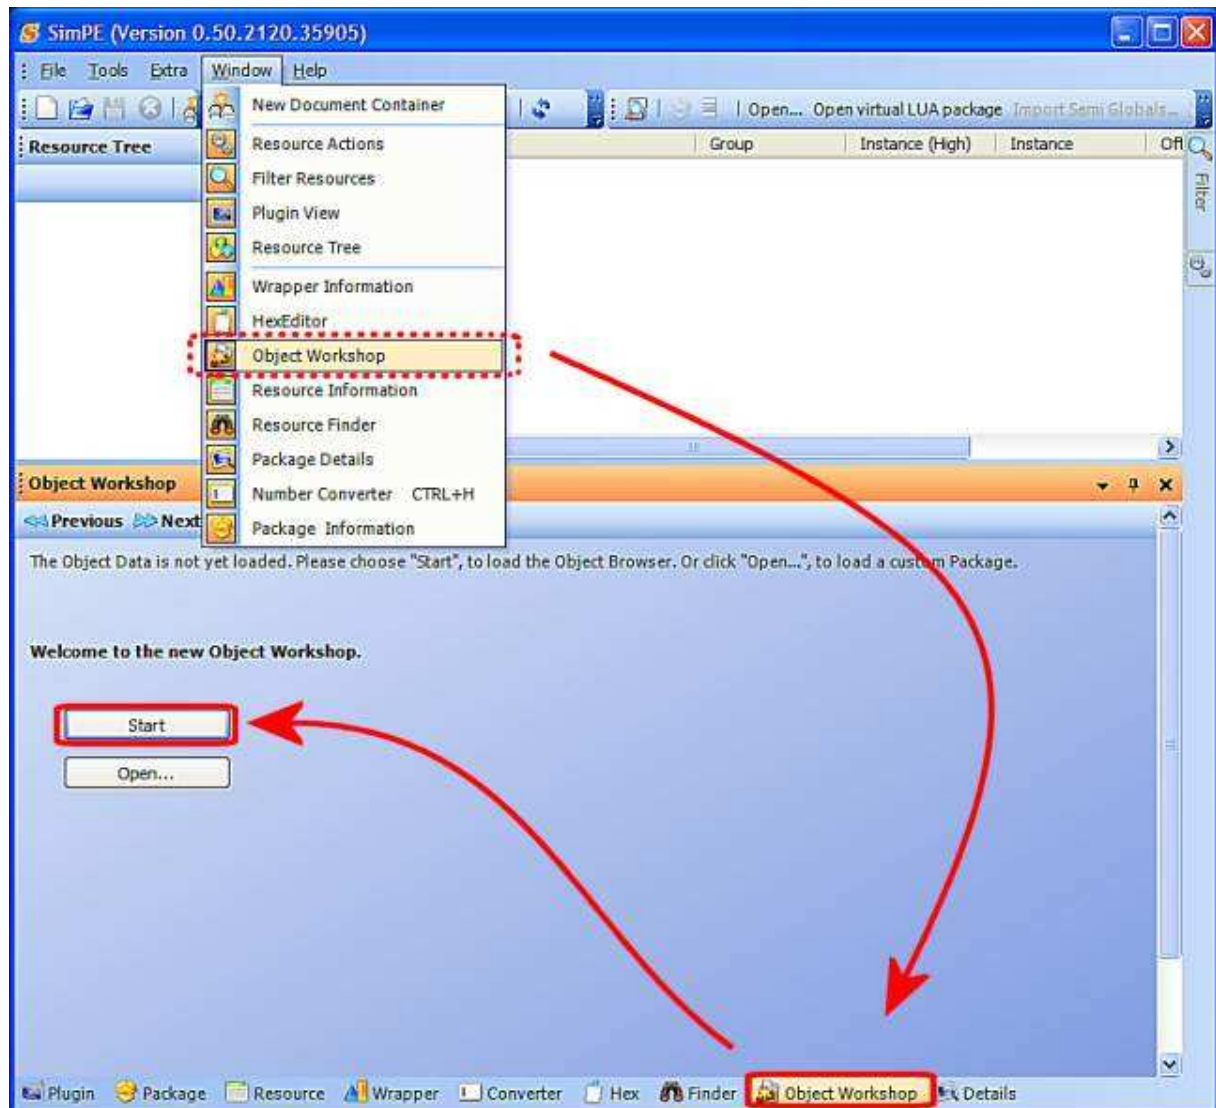 SimPE (Version 0.50.2120.35905)
File Tools Extra Window Help
Open... Open virtual LUA package Import Semi Globals...
Resource Tree
Group Instance (High) Instance Off
Filter
New Document Container
Resource Actions
Filter Resources
Plugin View
Resource Tree
Wrapper Information
HexEditor
Object Workshop
Resource Information
Resource Finder
Package Details
Number Converter CTRL+H
Package Information
Object Workshop
Previous Next
The Object Data is not yet loaded. Please choose "Start", to load the Object Browser. Or click "Open...", to load a custom Package.
Welcome to the new Object Workshop.
Start
Open...
Plugin Package Resource Wrapper Converter Hex Finder Object Workshop Details